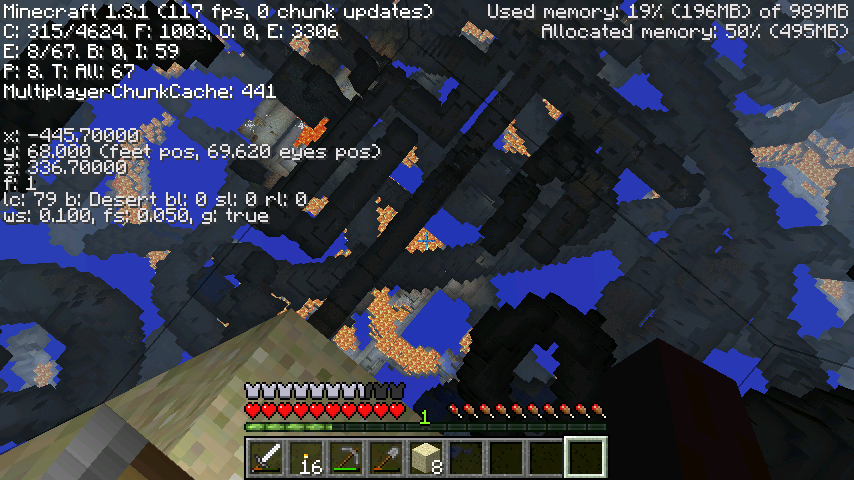 Minecraft 1.3.1 (117 fps, 0 chunk updates)
Used memory: 19% (196MB) of 989MB
C: 315/4624. F: 1003, O: 0, E: 3306
Allocated memory: 50% (495MB)
E: 8/67. B: 0, I: 59
P: 8. T: All: 67
MultiplayerChunkCache: 441
x: -445.70000
y: 68.000 (feet pos, 69.620 eyes pos)
z: 336.70000
f: 1
lc: 79 b: Desert bl: 0 sl: 0 rl: 0
ws: 0.100, fs: 0.050, g: true
1
16
8